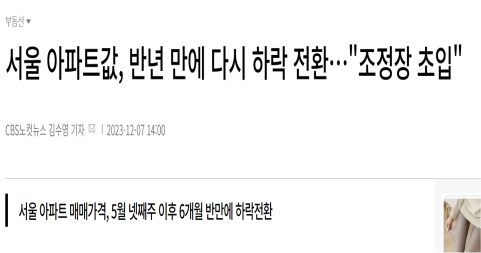 부동산 ▾
서울 아파트값, 반년 만에 다시 하락 전환…"조정장 초입"
CBS노컷뉴스 김수영 기자 ✉ | 2023-12-07 14:00
서울 아파트 매매가격, 5월 넷째주 이후 6개월 반만에 하락전환